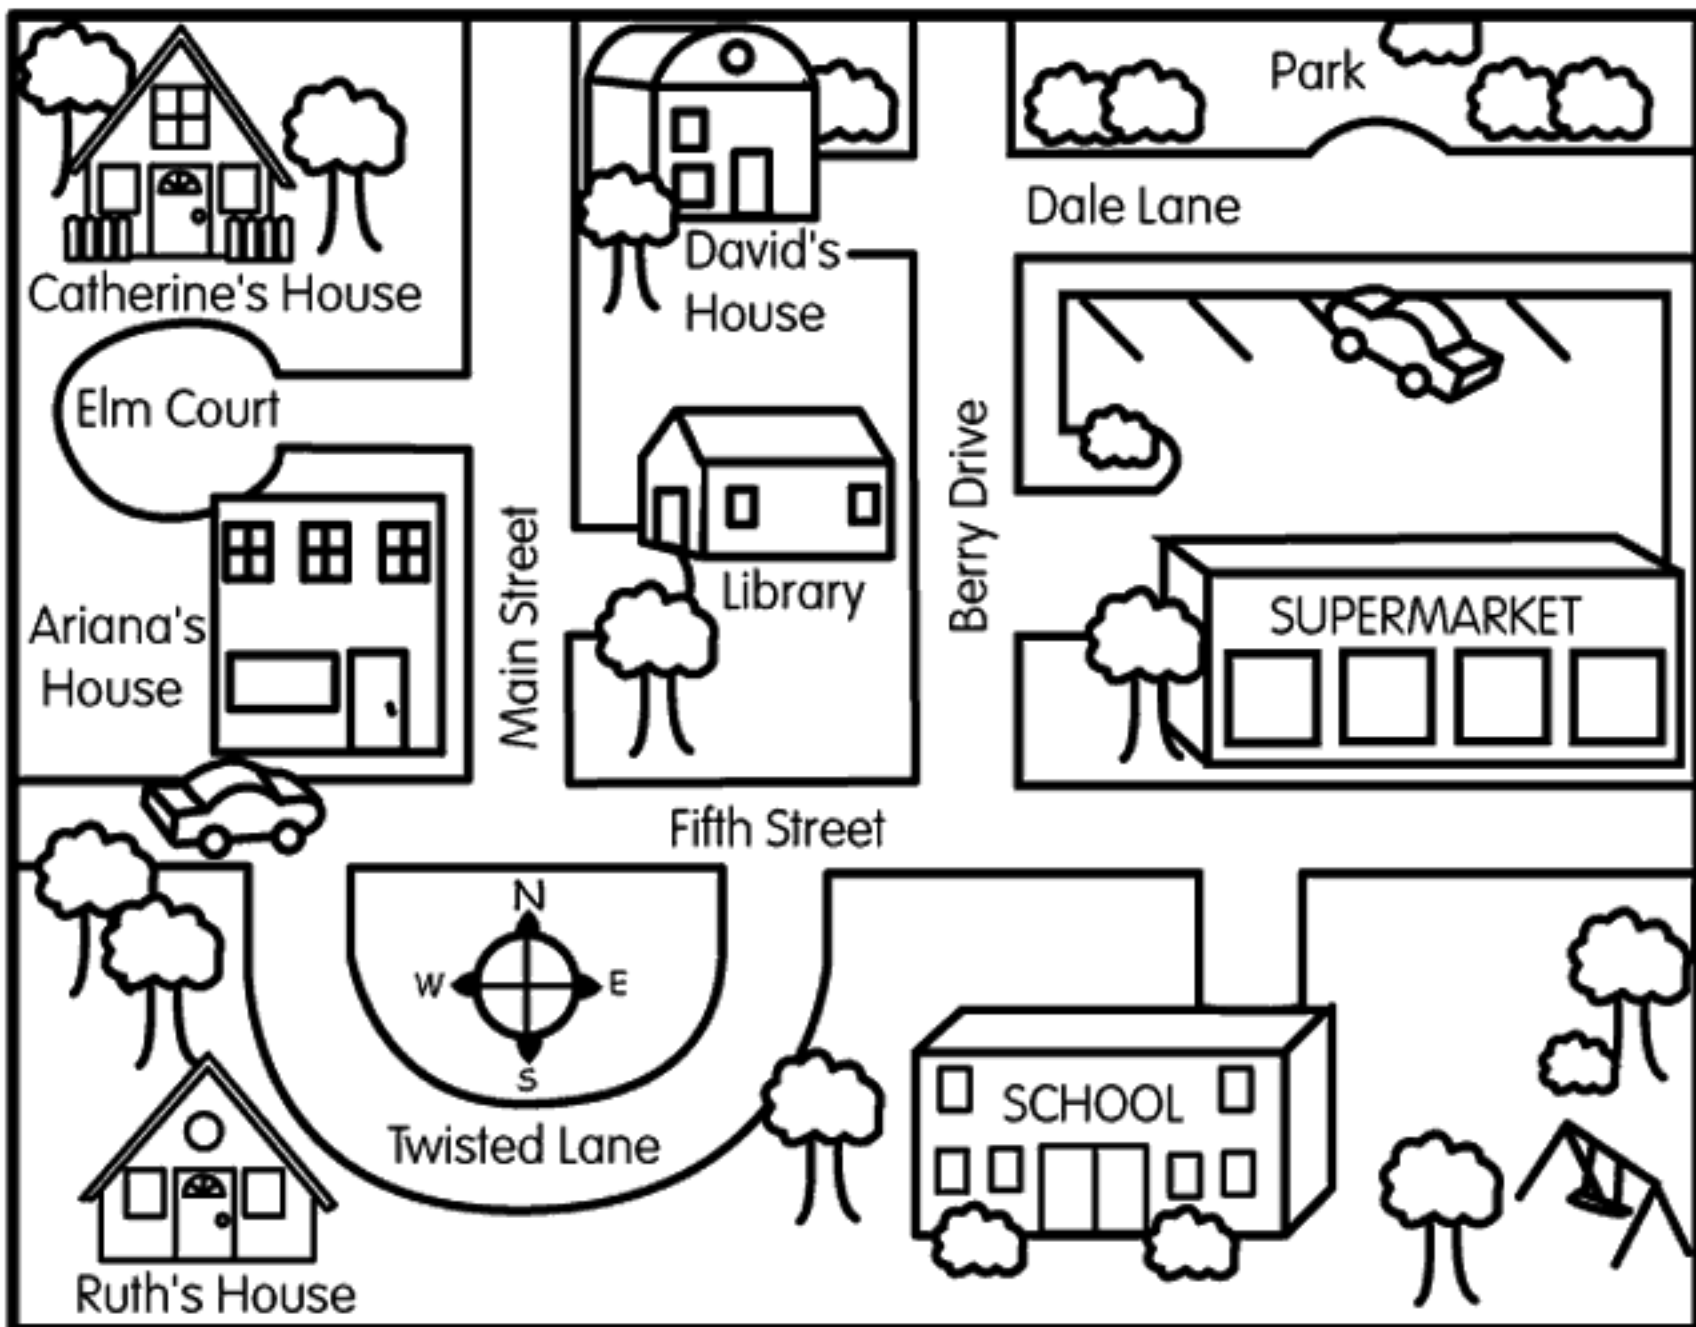 Park
Dale Lane
Catherine's House
David's
House
Elm Court
Main Street
Berry Drive
Library
Ariana's
House
SUPERMARKET
Fifth Street
N
W
E
S
Twisted Lane
SCHOOL
Ruth's House